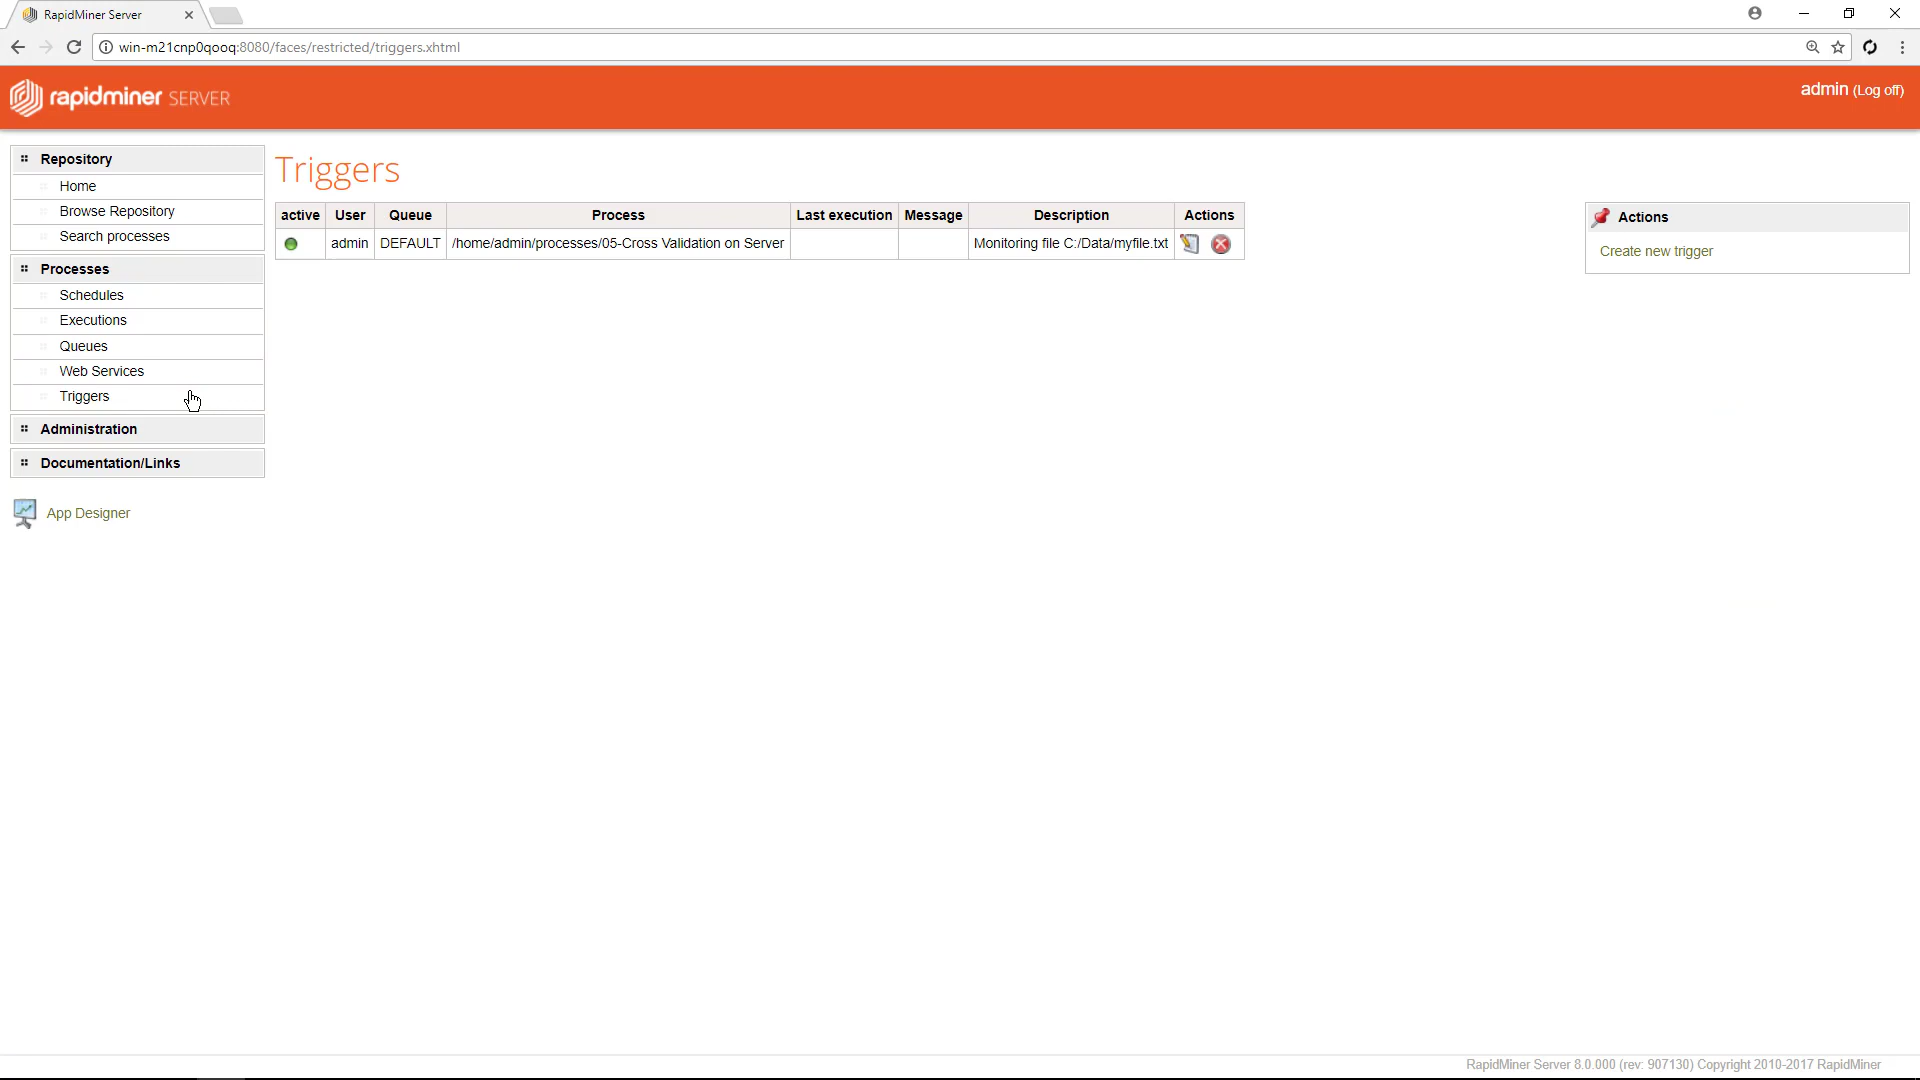 RapidMiner Server
win-m21cnp0qooq:8080/faces/restricted/triggers.xhtml
rapidminer SERVER
admin (Log off)
Repository
Home
Browse Repository
Search processes
Processes
Schedules
Executions
Queues
Web Services
Triggers
Administration
Documentation/Links
App Designer
Triggers
active User Queue Process Last execution Message Description Actions
admin DEFAULT /home/admin/processes/05-Cross Validation on Server Monitoring file C:/Data/myfile.txt
Actions
Create new trigger
RapidMiner Server 8.0.000 (rev: 907130) Copyright 2010-2017 RapidMiner